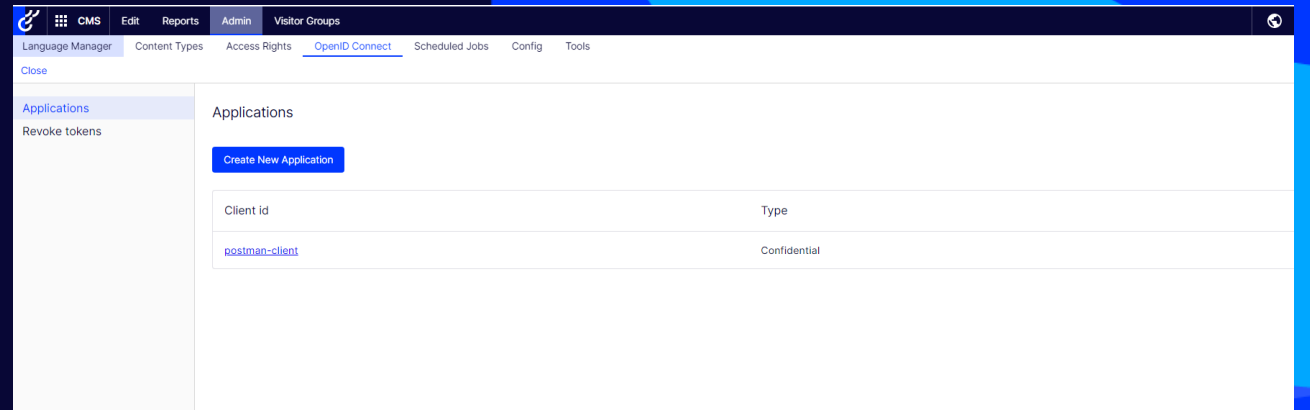 CMS Edit Reports Admin Visitor Groups
Language Manager Content Types Access Rights OpenID Connect Scheduled Jobs Config Tools
Close
Applications
Revoke tokens
Applications
Create New Application
Client id Type
postman-client Confidential